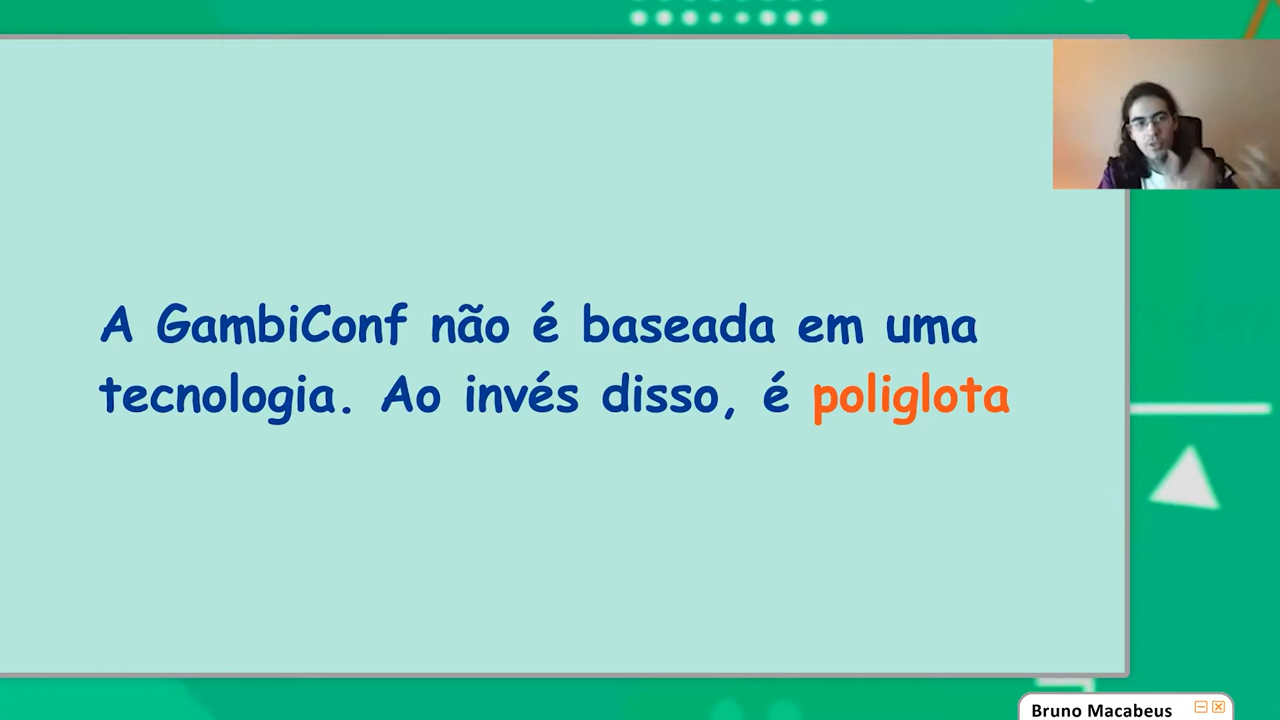 A GambiConf não é baseada em uma
tecnologia. Ao invés disso, é poliglota
Bruno Macabeus